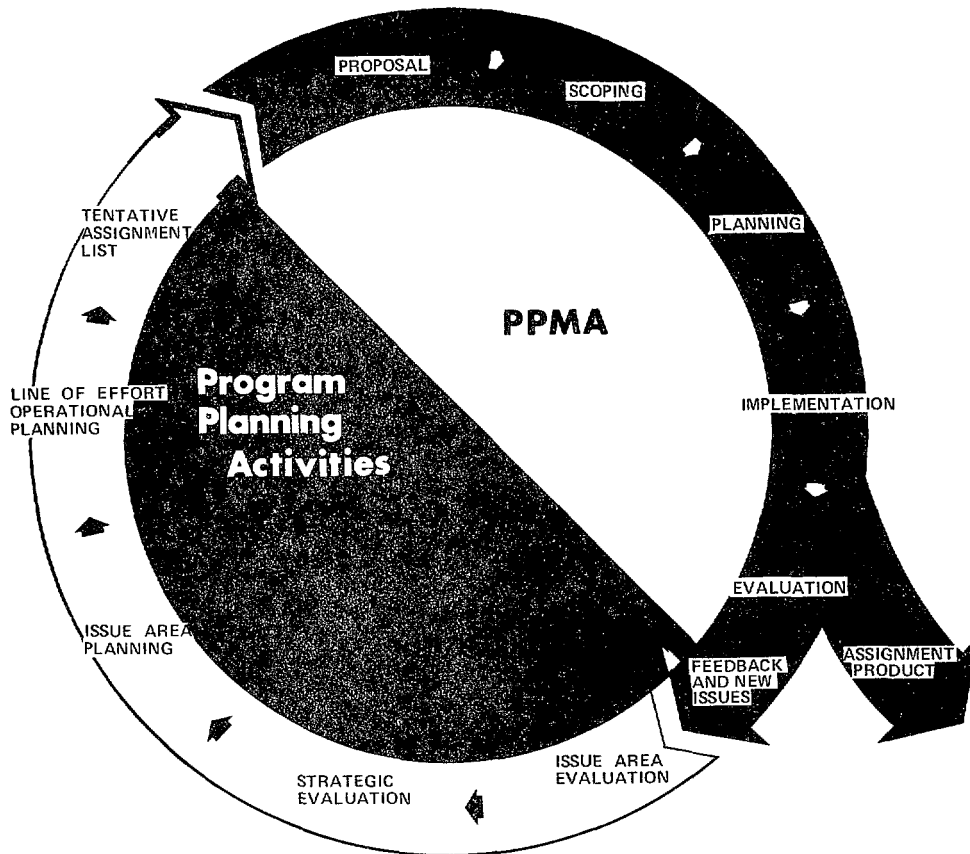 PROPOSAL
SCOPING
PLANNING
IMPLEMENTATION
EVALUATION
ASSIGNMENT
PRODUCT
FEEDBACK
AND NEW
ISSUES
ISSUE AREA
EVALUATION
STRATEGIC
EVALUATION
ISSUE AREA
PLANNING
LINE OF EFFORT
OPERATIONAL
PLANNING
TENTATIVE
ASSIGNMENT
LIST
PPMA
Program
Planning
Activities